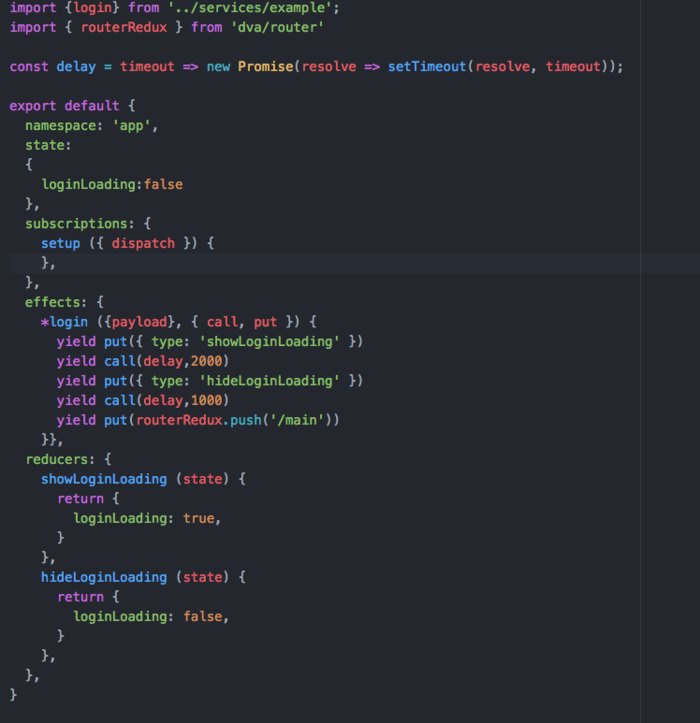 import {login} from '../services/example';
import { routerRedux } from 'dva/router'
const delay = timeout => new Promise(resolve => setTimeout(resolve, timeout));
export default {
  namespace: 'app',
  state:
  {
    loginLoading:false
  },
  subscriptions: {
    setup ({ dispatch }) {
    },
  },
  effects: {
    *login ({payload}, { call, put }) {
      yield put({ type: 'showLoginLoading' })
      yield call(delay,2000)
      yield put({ type: 'hideLoginLoading' })
      yield call(delay,1000)
      yield put(routerRedux.push('/main'))
    }},
  reducers: {
    showLoginLoading (state) {
      return {
        loginLoading: true,
      }
    },
    hideLoginLoading (state) {
      return {
        loginLoading: false,
      }
    },
  },
}